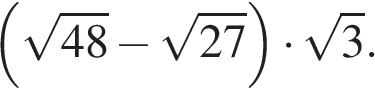 (√48 − √27) · √3.